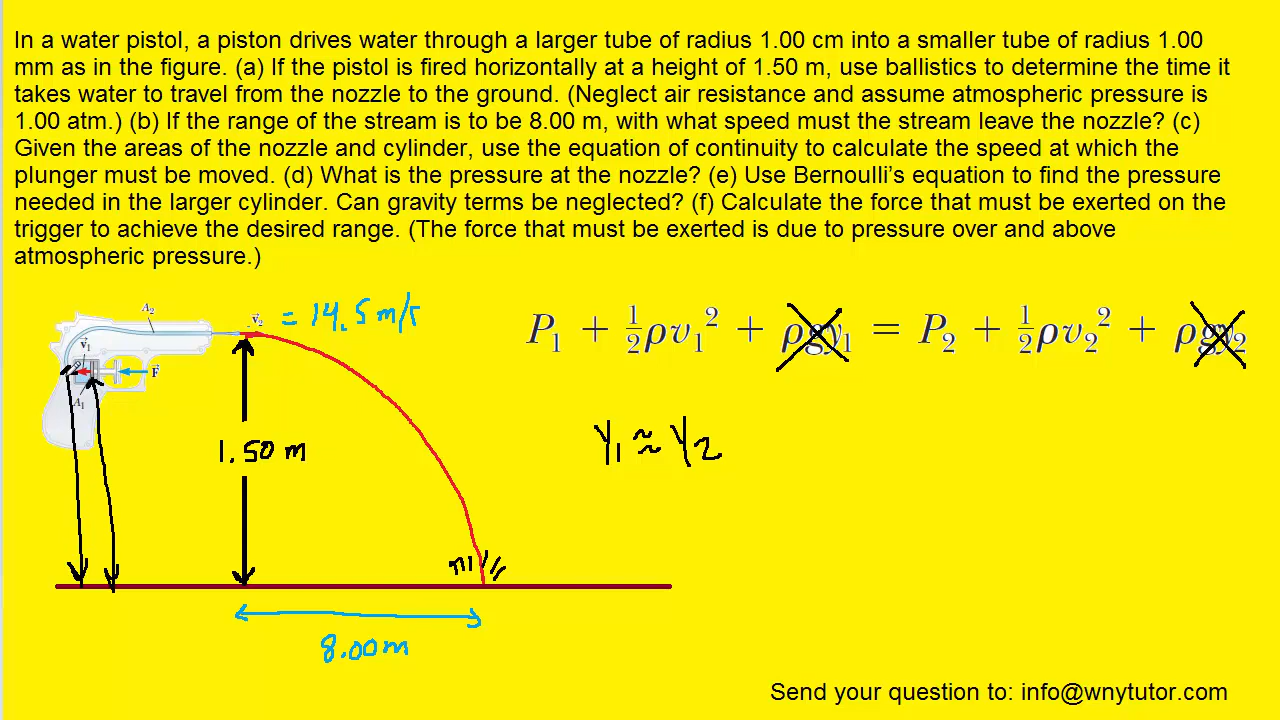 In a water pistol, a piston drives water through a larger tube of radius 1.00 cm into a smaller tube of radius 1.00
mm as in the figure. (a) If the pistol is fired horizontally at a height of 1.50 m, use ballistics to determine the time it
takes water to travel from the nozzle to the ground. (Neglect air resistance and assume atmospheric pressure is
1.00 atm.) (b) If the range of the stream is to be 8.00 m, with what speed must the stream leave the nozzle? (c)
Given the areas of the nozzle and cylinder, use the equation of continuity to calculate the speed at which the
plunger must be moved. (d) What is the pressure at the nozzle? (e) Use Bernoulli's equation to find the pressure
needed in the larger cylinder. Can gravity terms be neglected? (f) Calculate the force that must be exerted on the
trigger to achieve the desired range. (The force that must be exerted is due to pressure over and above
atmospheric pressure.)
A₂
v⃗₂ = 14.5 m/s
P₁ + ½ρv₁² + ρgy₁ = P₂ + ½ρv₂² + ρgy₂
v⃗₁
F⃗
A₁
1.50 m
Y₁ ≈ Y₂
8.00m
Send your question to: info@wnytutor.com